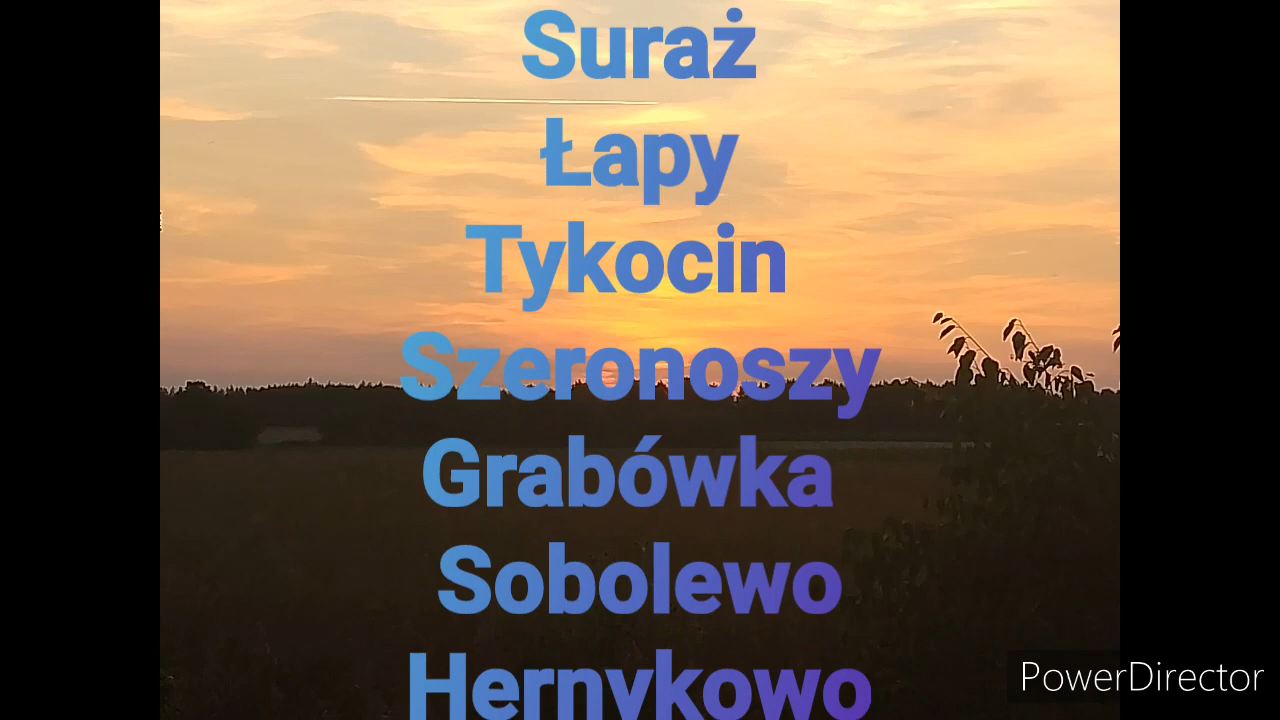 Suraż
Łapy
Tykocin
Szeronoszy
Grabówka
Sobolewo
Hernykowo
PowerDirector